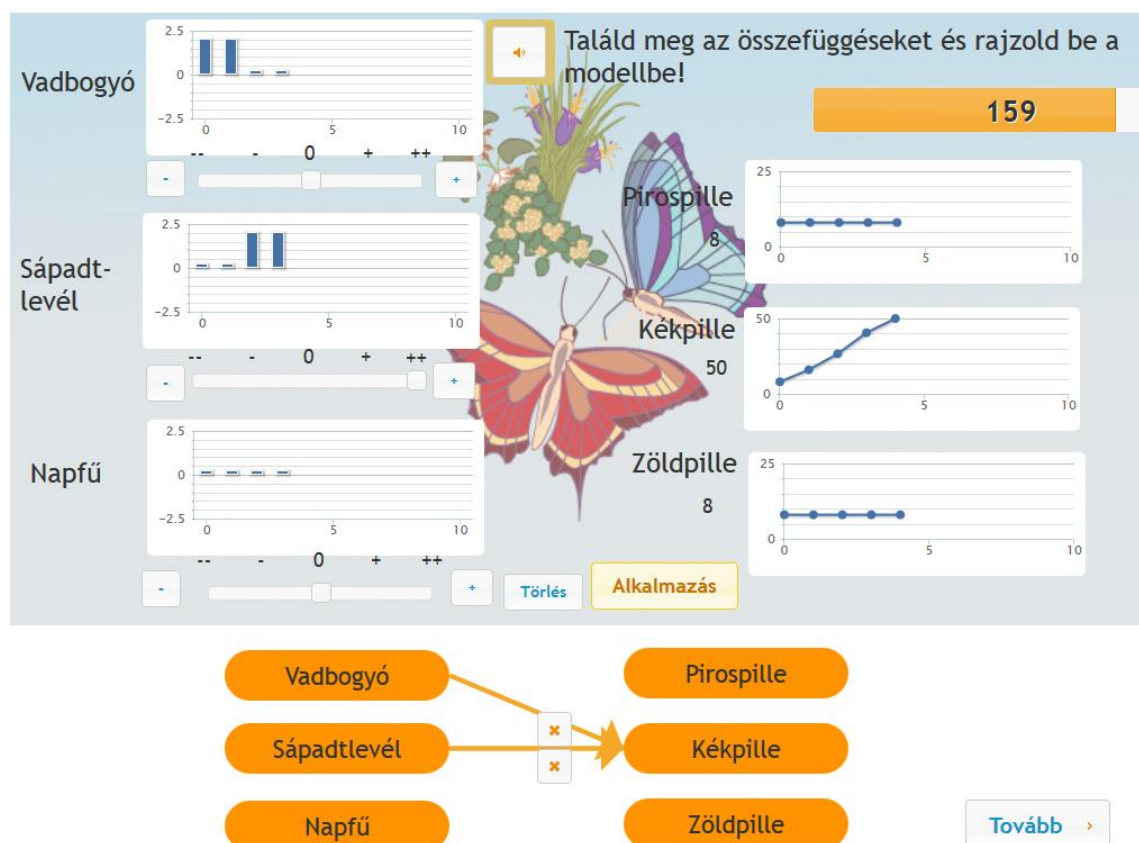 Találd meg az összefüggéseket és rajzold be a
modellbe!
159
Vadbogyó
2.5
0
-2.5
0
5
10
-- - 0 + ++
- +
Sápadt-
levél
2.5
0
-2.5
0
5
10
-- - 0 + ++
- +
Napfű
2.5
0
-2.5
0
5
10
-- - 0 + ++
- +
Pirospille
8
25
0
0
5
10
Kékpille
50
50
0
0
5
10
Zöldpille
8
25
0
0
5
10
Törlés
Alkalmazás
Vadbogyó
Pirospille
Sápadtlevél
Kékpille
Napfű
Zöldpille
Tovább ›